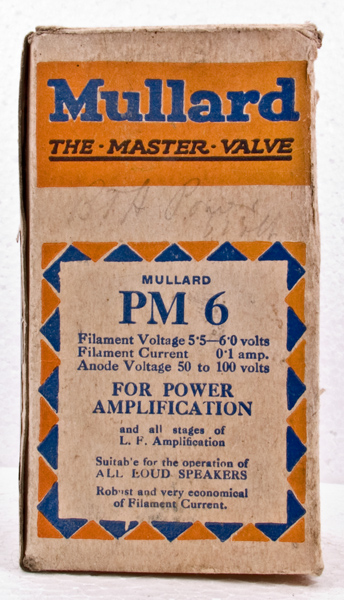 Mullard
THE · MASTER · VALVE
MULLARD
PM 6
Filament Voltage 5·5—6·0 volts
Filament Current 0·1 amp.
Anode Voltage 50 to 100 volts
FOR POWER
AMPLIFICATION
and all stages of
L. F. Amplification
Suitab'e for the operation of
ALL LOUD SPEAKERS
Robust and very economical
of Filament Current.